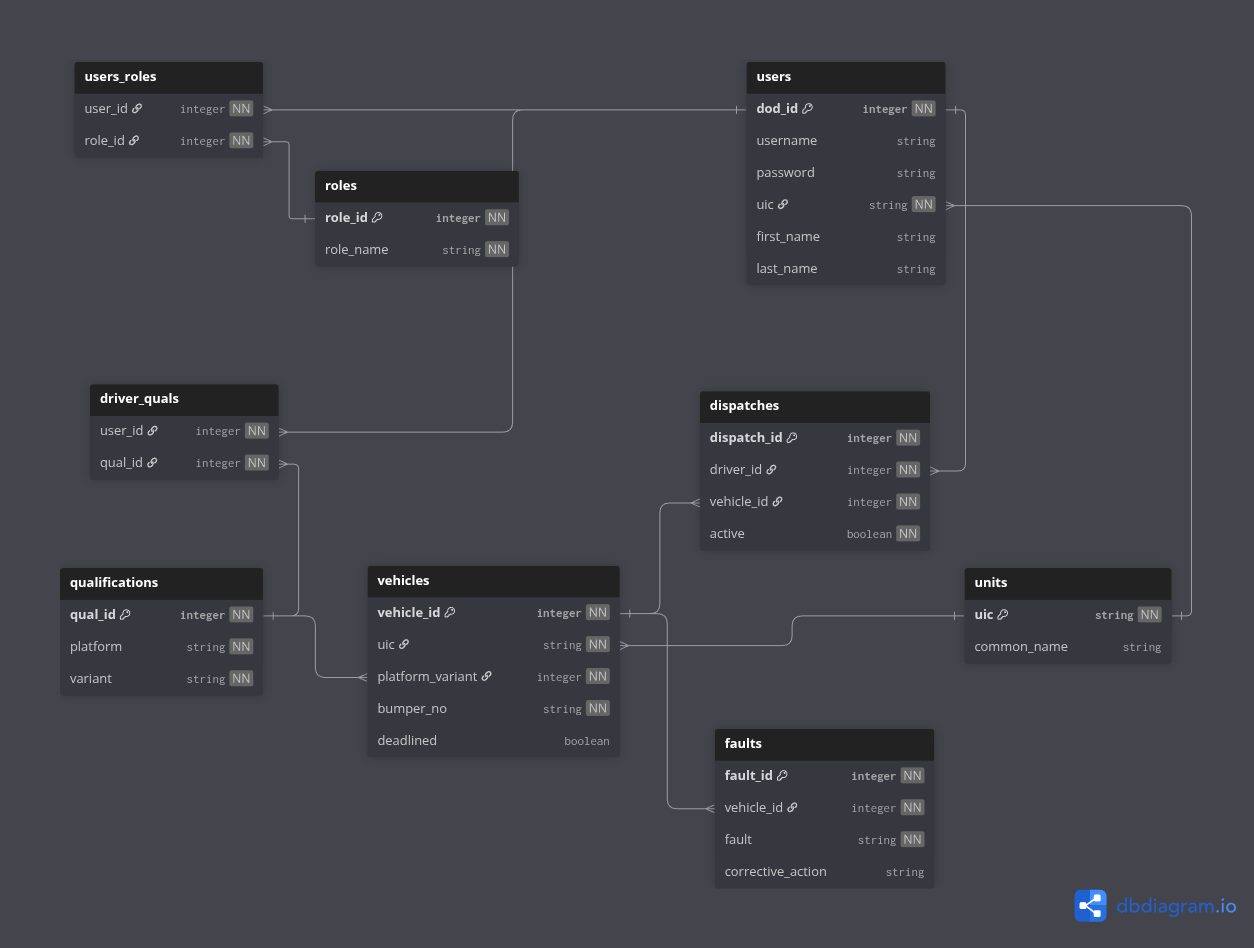 users_roles
user_id integer NN
role_id integer NN
users
dod_id integer NN
username string
password string
uic string NN
first_name string
last_name string
roles
role_id integer NN
role_name string NN
driver_quals
user_id integer NN
qual_id integer NN
dispatches
dispatch_id integer NN
driver_id integer NN
vehicle_id integer NN
active boolean NN
qualifications
qual_id integer NN
platform string NN
variant string NN
vehicles
vehicle_id integer NN
uic string NN
platform_variant integer NN
bumper_no string NN
deadlined boolean
units
uic string NN
common_name string
faults
fault_id integer NN
vehicle_id integer NN
fault string NN
corrective_action string
dbdiagram.io